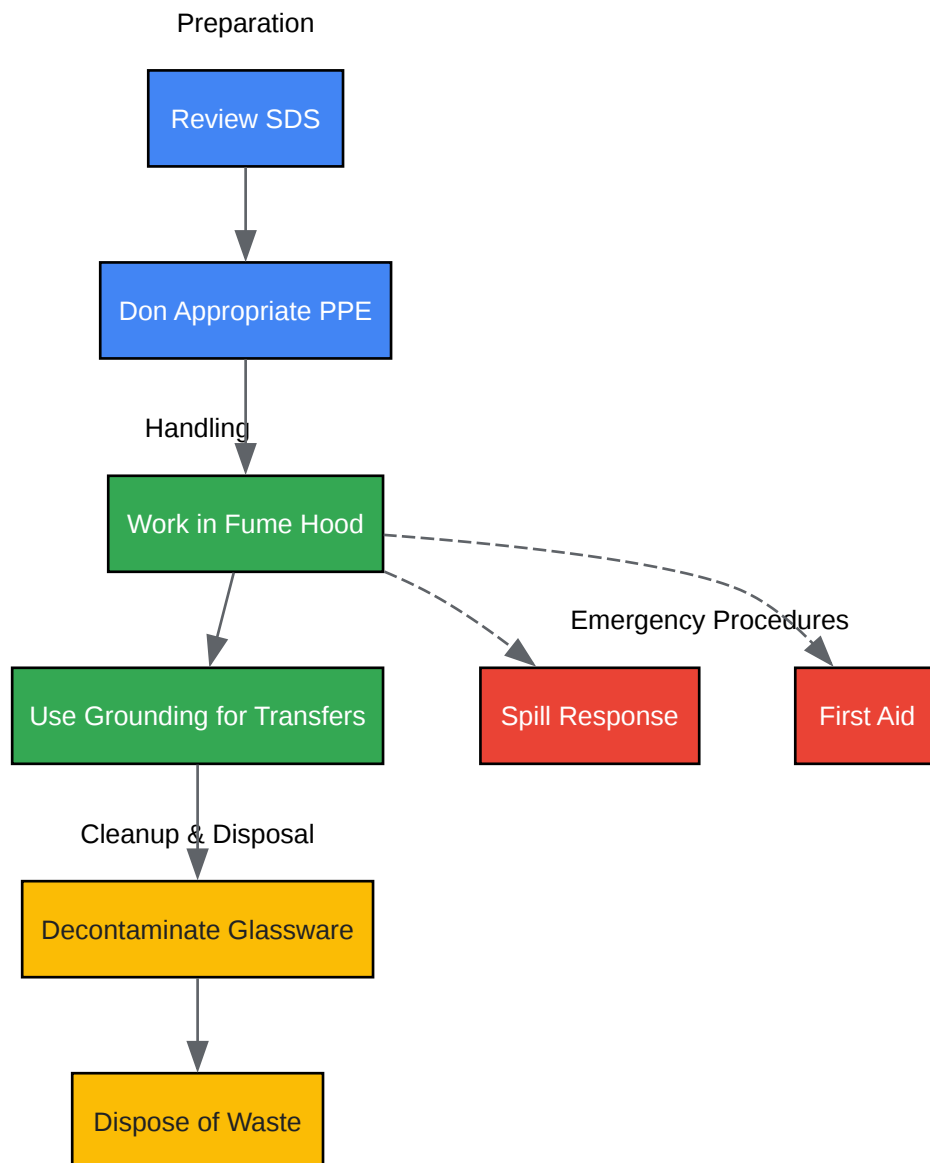 Preparation
Review SDS
Don Appropriate PPE
Handling
Work in Fume Hood
Emergency Procedures
Use Grounding for Transfers
Spill Response
First Aid
Cleanup & Disposal
Decontaminate Glassware
Dispose of Waste